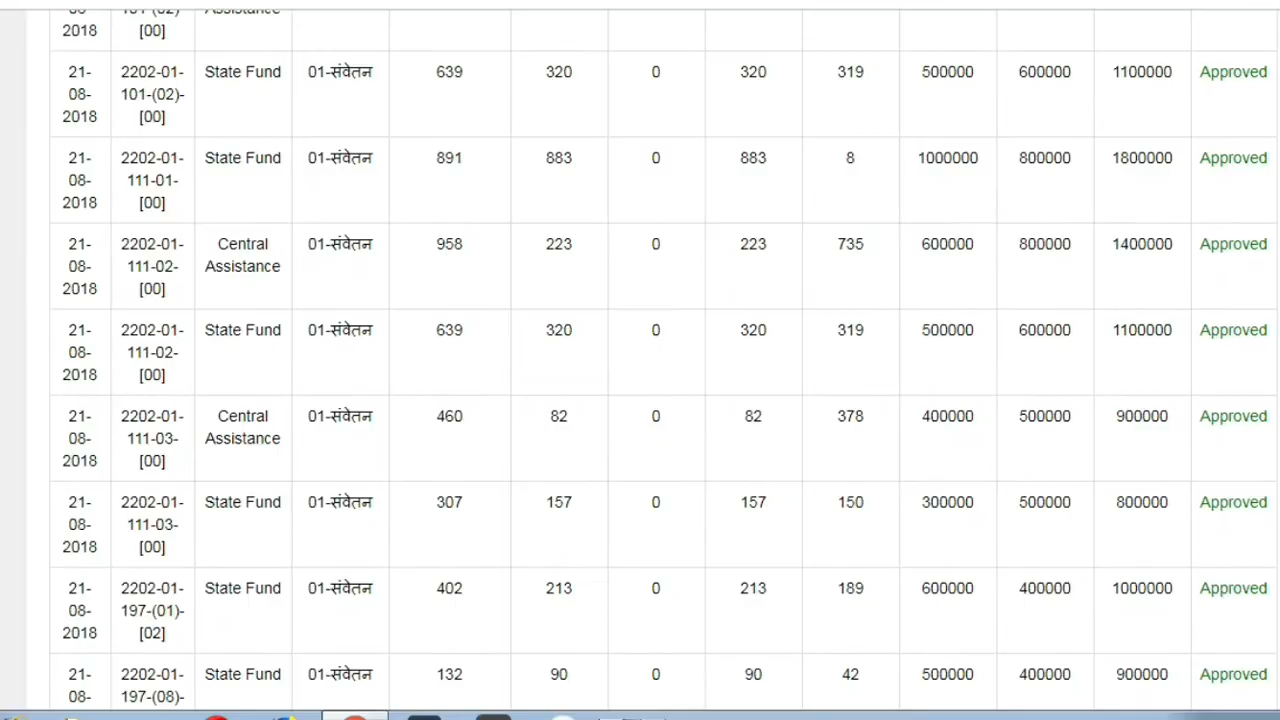 2018 [00]
21- 2202-01- State Fund 01-संवेतन 639 320 0 320 319 500000 600000 1100000 Approved
08- 101-(02)-
2018 [00]
21- 2202-01- State Fund 01-संवेतन 891 883 0 883 8 1000000 800000 1800000 Approved
08- 111-01-
2018 [00]
21- 2202-01- Central 01-संवेतन 958 223 0 223 735 600000 800000 1400000 Approved
08- 111-02- Assistance
2018 [00]
21- 2202-01- State Fund 01-संवेतन 639 320 0 320 319 500000 600000 1100000 Approved
08- 111-02-
2018 [00]
21- 2202-01- Central 01-संवेतन 460 82 0 82 378 400000 500000 900000 Approved
08- 111-03- Assistance
2018 [00]
21- 2202-01- State Fund 01-संवेतन 307 157 0 157 150 300000 500000 800000 Approved
08- 111-03-
2018 [00]
21- 2202-01- State Fund 01-संवेतन 402 213 0 213 189 600000 400000 1000000 Approved
08- 197-(01)-
2018 [02]
21- 2202-01- State Fund 01-संवेतन 132 90 0 90 42 500000 400000 900000 Approved
08- 197-(08)-